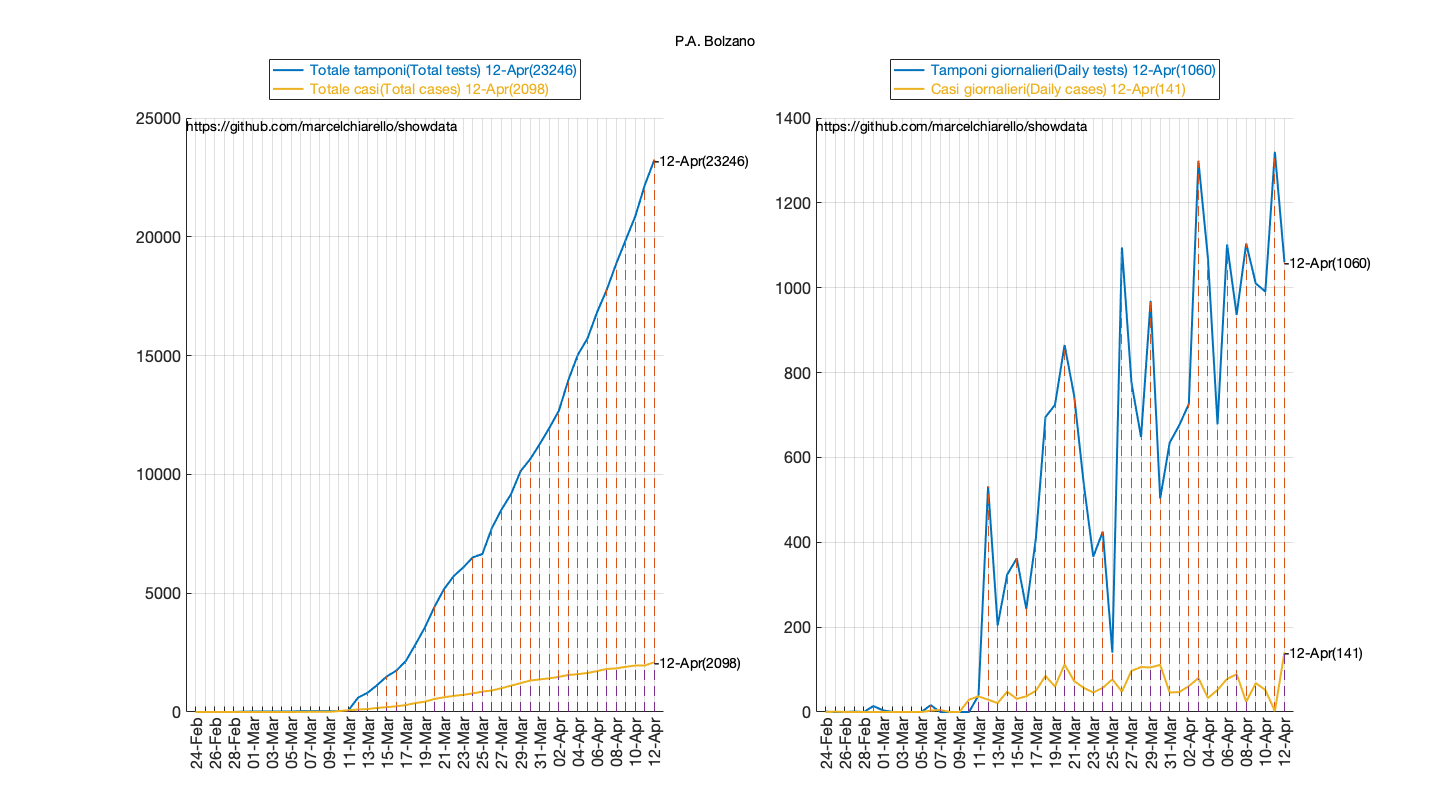 P.A. Bolzano
Totale tamponi(Total tests) 12-Apr(23246)
Totale casi(Total cases) 12-Apr(2098)
25000
20000
15000
10000
5000
0
https://github.com/marcelchiarello/showdata
12-Apr(23246)
12-Apr(2098)
24-Feb
26-Feb
28-Feb
01-Mar
03-Mar
05-Mar
07-Mar
09-Mar
11-Mar
13-Mar
15-Mar
17-Mar
19-Mar
21-Mar
23-Mar
25-Mar
27-Mar
29-Mar
31-Mar
02-Apr
04-Apr
06-Apr
08-Apr
10-Apr
12-Apr
Tamponi giornalieri(Daily tests) 12-Apr(1060)
Casi giornalieri(Daily cases) 12-Apr(141)
1400
1200
1000
800
600
400
200
0
https://github.com/marcelchiarello/showdata
12-Apr(1060)
12-Apr(141)
24-Feb
26-Feb
28-Feb
01-Mar
03-Mar
05-Mar
07-Mar
09-Mar
11-Mar
13-Mar
15-Mar
17-Mar
19-Mar
21-Mar
23-Mar
25-Mar
27-Mar
29-Mar
31-Mar
02-Apr
04-Apr
06-Apr
08-Apr
10-Apr
12-Apr